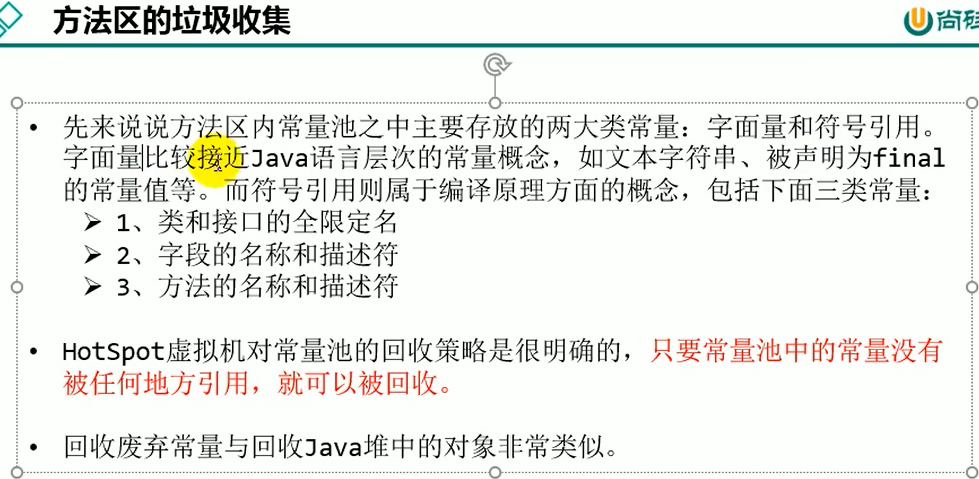 方法区的垃圾收集
尚硅
• 先来说说方法区内常量池之中主要存放的两大类常量：字面量和符号引用。
字面量比较接近Java语言层次的常量概念，如文本字符串、被声明为final
的常量值等。而符号引用则属于编译原理方面的概念，包括下面三类常量：
➢ 1、类和接口的全限定名
➢ 2、字段的名称和描述符
➢ 3、方法的名称和描述符
• HotSpot虚拟机对常量池的回收策略是很明确的，只要常量池中的常量没有
被任何地方引用，就可以被回收。
• 回收废弃常量与回收Java堆中的对象非常类似。